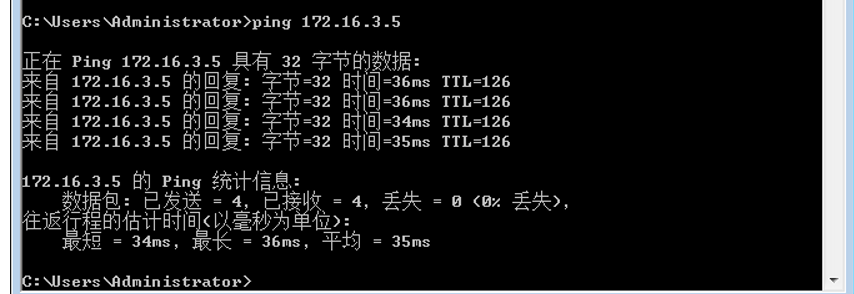 C:\Users\Administrator>ping 172.16.3.5
正在 Ping 172.16.3.5 具有 32 字节的数据:
来自 172.16.3.5 的回复: 字节=32 时间=36ms TTL=126
来自 172.16.3.5 的回复: 字节=32 时间=36ms TTL=126
来自 172.16.3.5 的回复: 字节=32 时间=34ms TTL=126
来自 172.16.3.5 的回复: 字节=32 时间=35ms TTL=126
172.16.3.5 的 Ping 统计信息:
数据包: 已发送 = 4, 已接收 = 4, 丢失 = 0 (0% 丢失),
往返行程的估计时间(以毫秒为单位):
最短 = 34ms, 最长 = 36ms, 平均 = 35ms
C:\Users\Administrator>